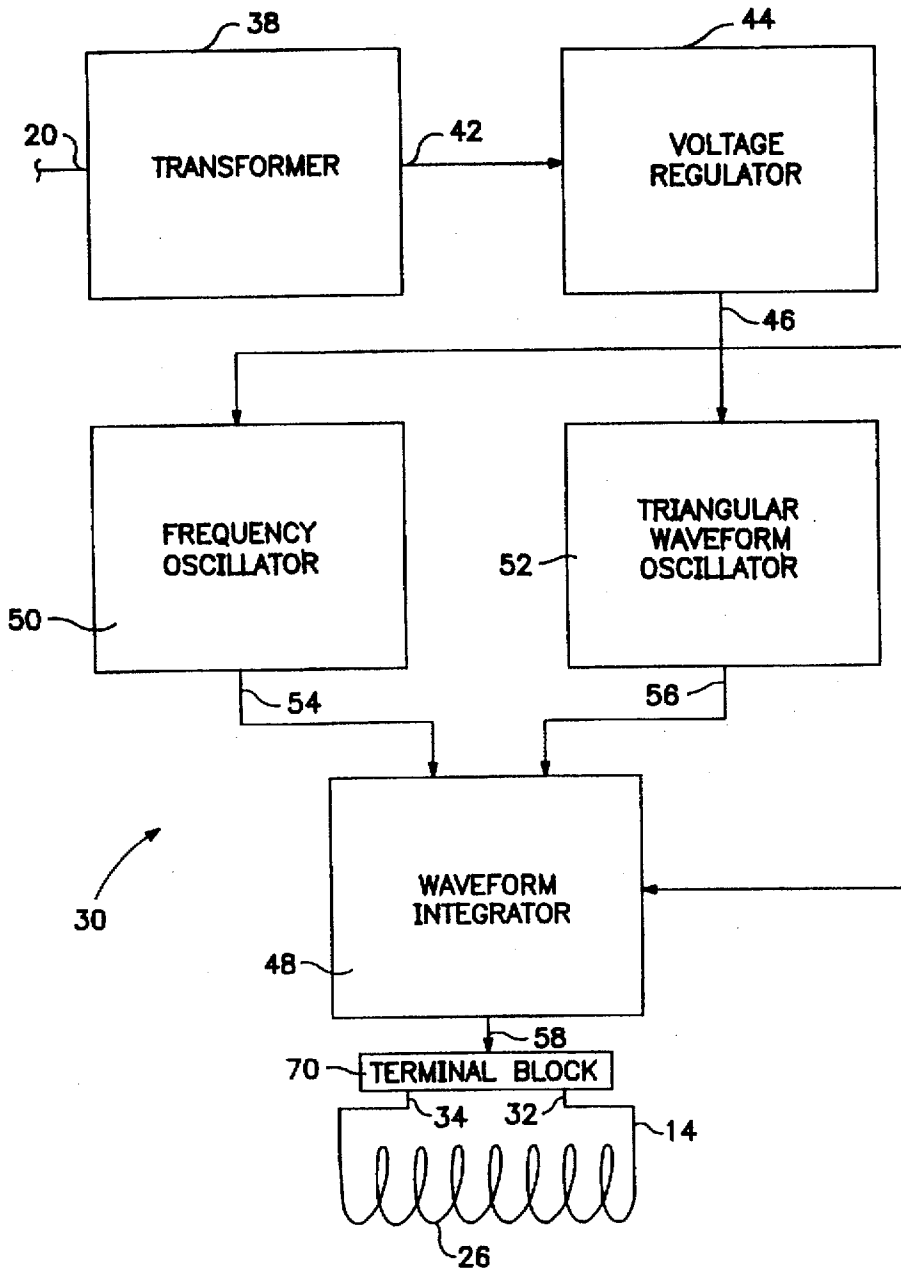 38
44
20
42
TRANSFORMER
VOLTAGE
REGULATOR
46
FREQUENCY
OSCILLATOR
TRIANGULAR
WAVEFORM
OSCILLATOR
52
50
54
56
WAVEFORM
INTEGRATOR
30
48
58
70
TERMINAL BLOCK
34
32
14
26